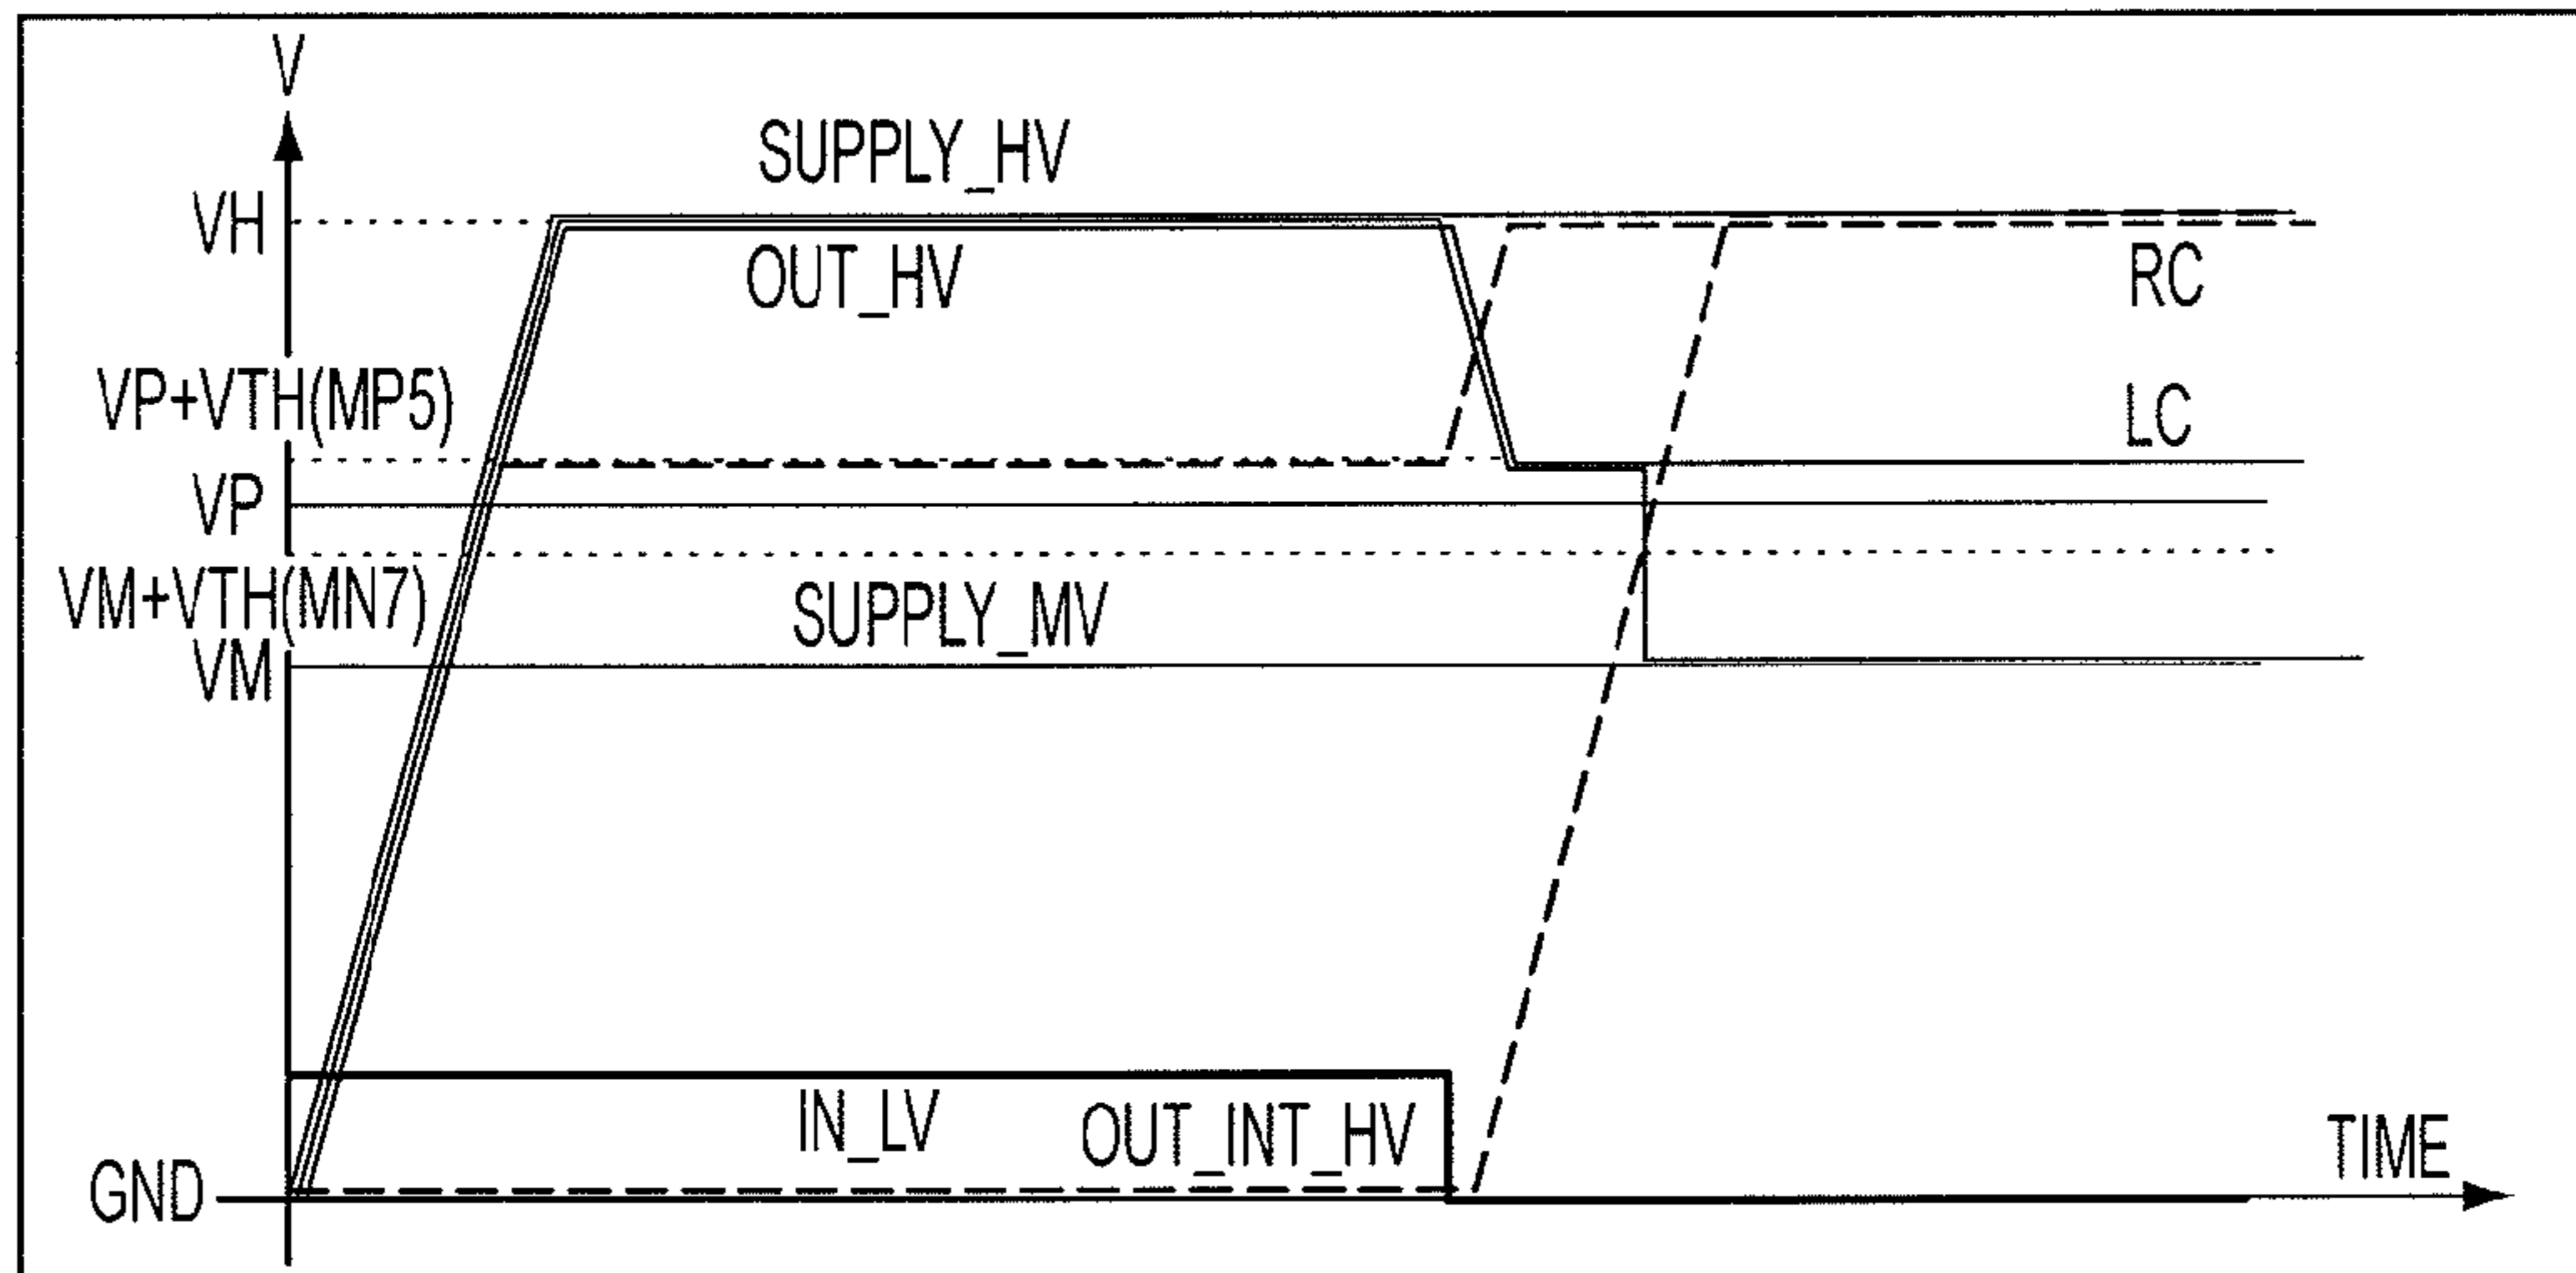 V
SUPPLY_HV
VH
OUT_HV
RC
VP+VTH(MP5)
LC
VP
VM+VTH(MN7)
SUPPLY_MV
VM
IN_LV
OUT_INT_HV
TIME
GND